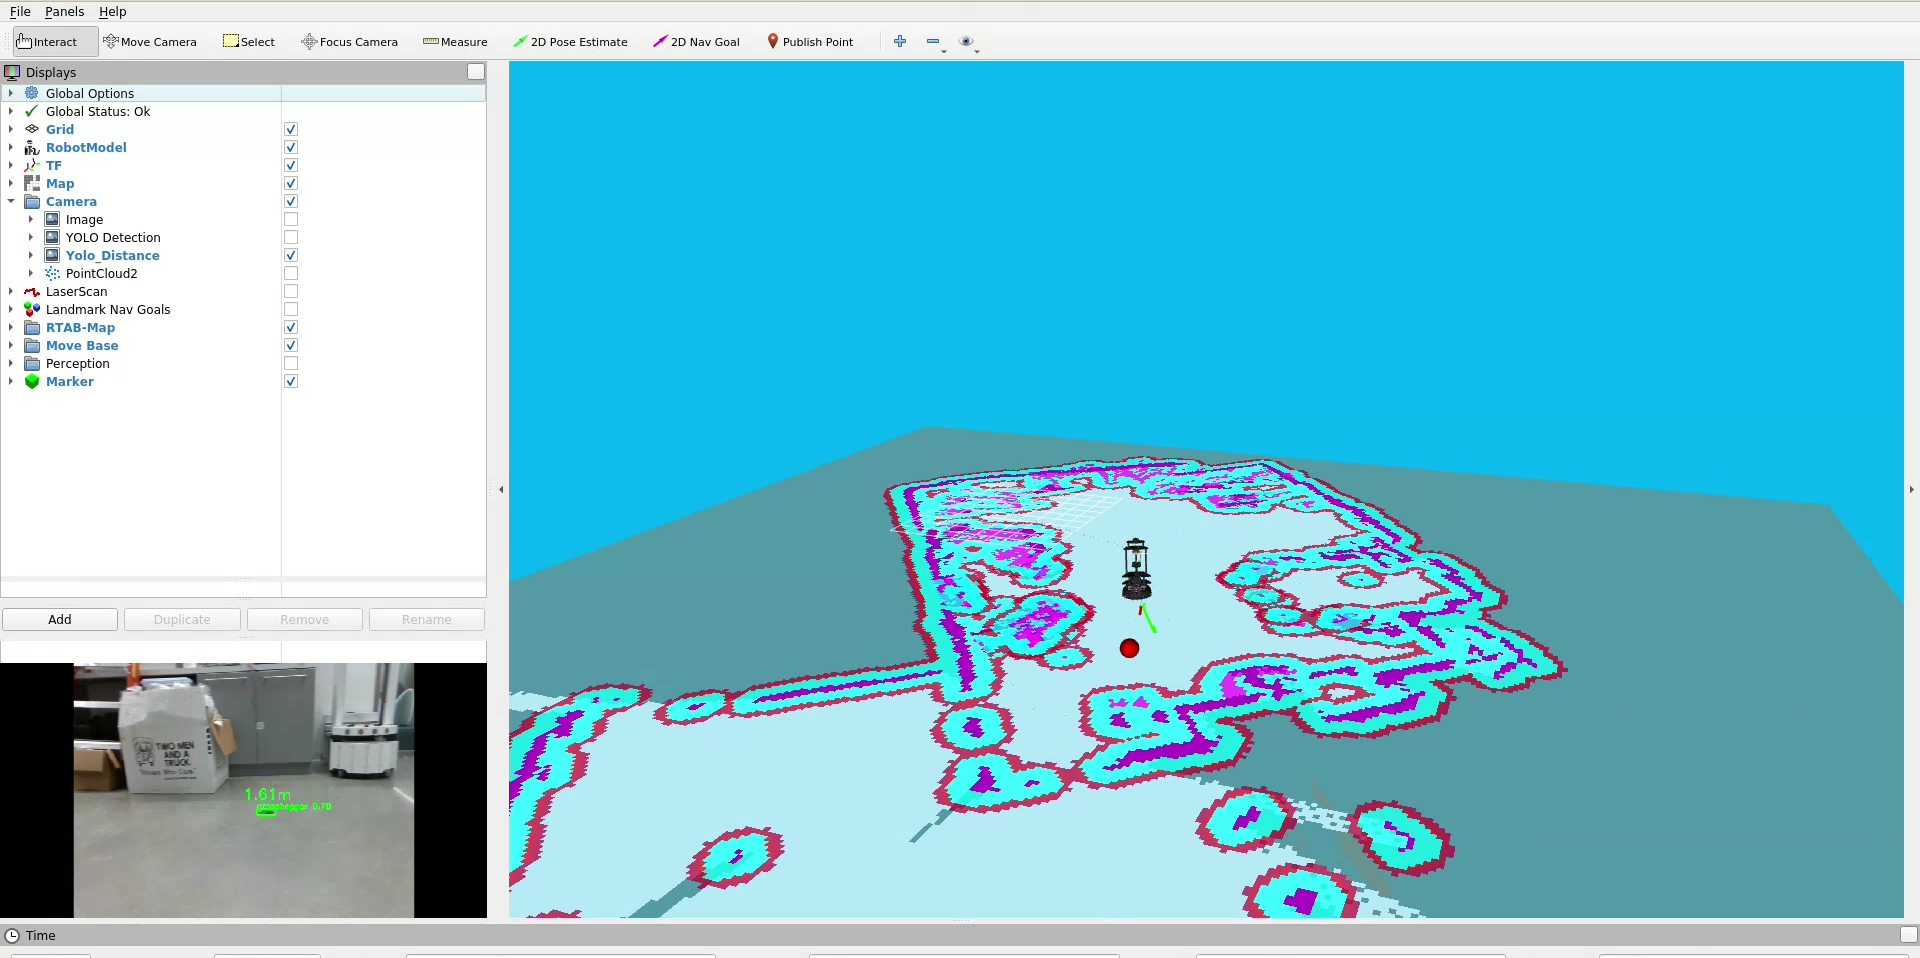 File Panels Help
Interact Move Camera Select Focus Camera Measure 2D Pose Estimate 2D Nav Goal Publish Point
Displays
Global Options
Global Status: Ok
Grid
RobotModel
TF
Map
Camera
Image
YOLO Detection
Yolo_Distance
PointCloud2
LaserScan
Landmark Nav Goals
RTAB-Map
Move Base
Perception
Marker
Add Duplicate Remove Rename
TWO MEN
AND A
TRUCK
1.61m
0.70
Time